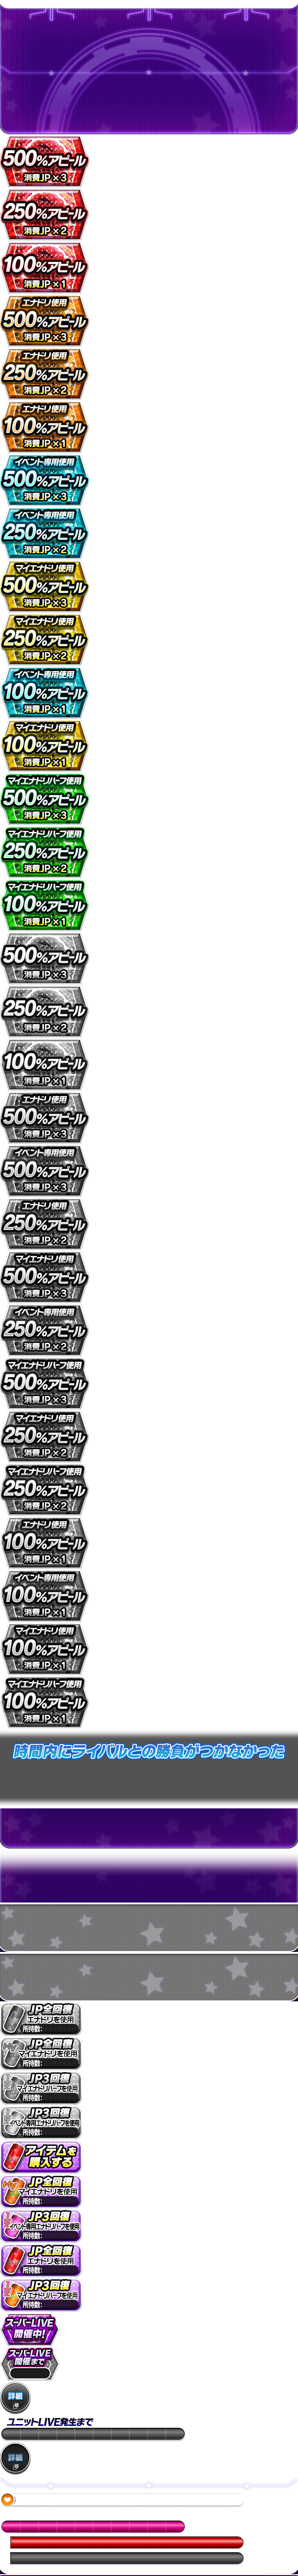 500%アピール
消費JP×3
250%アピール
消費JP×2
100%アピール
消費JP×1
エナドリ使用
500%アピール
消費JP×3
エナドリ使用
250%アピール
消費JP×2
エナドリ使用
100%アピール
消費JP×1
イベント専用使用
500%アピール
消費JP×3
イベント専用使用
250%アピール
消費JP×2
マイエナドリ使用
500%アピール
消費JP×3
マイエナドリ使用
250%アピール
消費JP×2
イベント専用使用
100%アピール
消費JP×1
マイエナドリ使用
100%アピール
消費JP×1
マイエナドリハーフ使用
500%アピール
消費JP×3
マイエナドリハーフ使用
250%アピール
消費JP×2
マイエナドリハーフ使用
100%アピール
消費JP×1
500%アピール
消費JP×3
250%アピール
消費JP×2
100%アピール
消費JP×1
エナドリ使用
500%アピール
消費JP×3
イベント専用使用
500%アピール
消費JP×3
エナドリ使用
250%アピール
消費JP×2
マイエナドリ使用
500%アピール
消費JP×3
イベント専用使用
250%アピール
消費JP×2
マイエナドリハーフ使用
500%アピール
消費JP×3
マイエナドリ使用
250%アピール
消費JP×2
マイエナドリハーフ使用
250%アピール
消費JP×2
エナドリ使用
100%アピール
消費JP×1
イベント専用使用
100%アピール
消費JP×1
マイエナドリ使用
100%アピール
消費JP×1
マイエナドリハーフ使用
100%アピール
消費JP×1
時間内にライバルとの勝負がつかなかった
JP全回復
エナドリを使用
所持数:
JP全回復
マイエナドリを使用
所持数:
JP3回復
マイエナドリハーフを使用
所持数:
JP3回復
イベント専用エナドリハーフを使用
所持数:
アイテムを
購入する
JP全回復
マイエナドリを使用
所持数:
JP3回復
イベント専用エナドリハーフを使用
所持数:
JP全回復
エナドリを使用
所持数:
JP3回復
マイエナドリハーフを使用
所持数:
スーパーLIVE
開催中!
スーパーLIVE
開催まで
詳細
ユニットLIVE発生まで
詳細